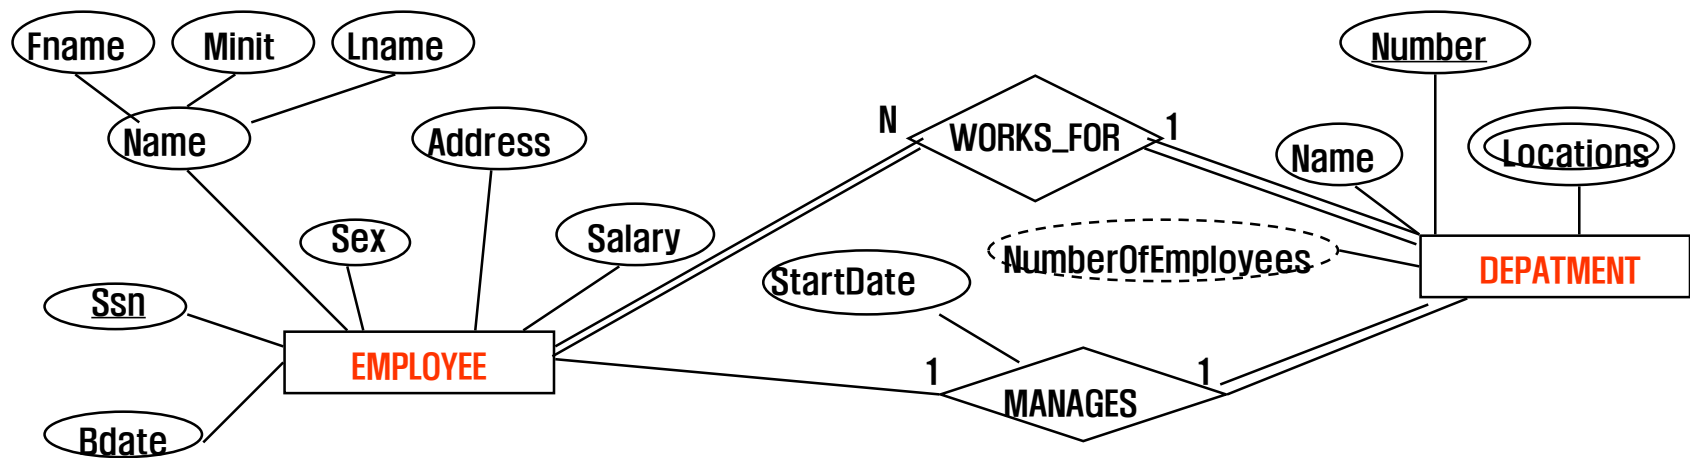 Fname
Minit
Lname
Number
N
WORKS_FOR
1
Name
Address
Name
Locations
Sex
Salary
NumberOfEmployees
StartDate
DEPATMENT
Ssn
EMPLOYEE
1
1
MANAGES
Bdate